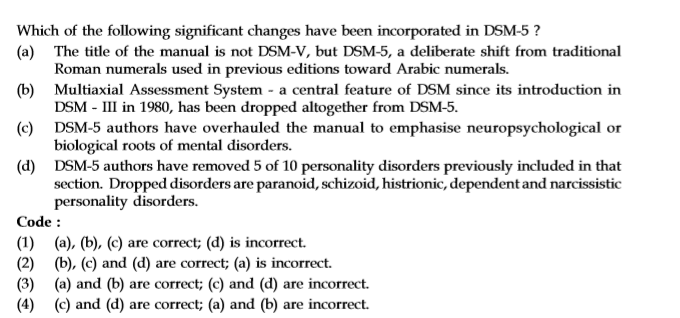 Which of the following significant changes have been incorporated in DSM-5 ?
(a) The title of the manual is not DSM-V, but DSM-5, a deliberate shift from traditional
Roman numerals used in previous editions toward Arabic numerals.
(b) Multiaxial Assessment System - a central feature of DSM since its introduction in
DSM - III in 1980, has been dropped altogether from DSM-5.
(c) DSM-5 authors have overhauled the manual to emphasise neuropsychological or
biological roots of mental disorders.
(d) DSM-5 authors have removed 5 of 10 personality disorders previously included in that
section. Dropped disorders are paranoid, schizoid, histrionic, dependent and narcissistic
personality disorders.
Code :
(1) (a), (b), (c) are correct; (d) is incorrect.
(2) (b), (c) and (d) are correct; (a) is incorrect.
(3) (a) and (b) are correct; (c) and (d) are incorrect.
(4) (c) and (d) are correct; (a) and (b) are incorrect.